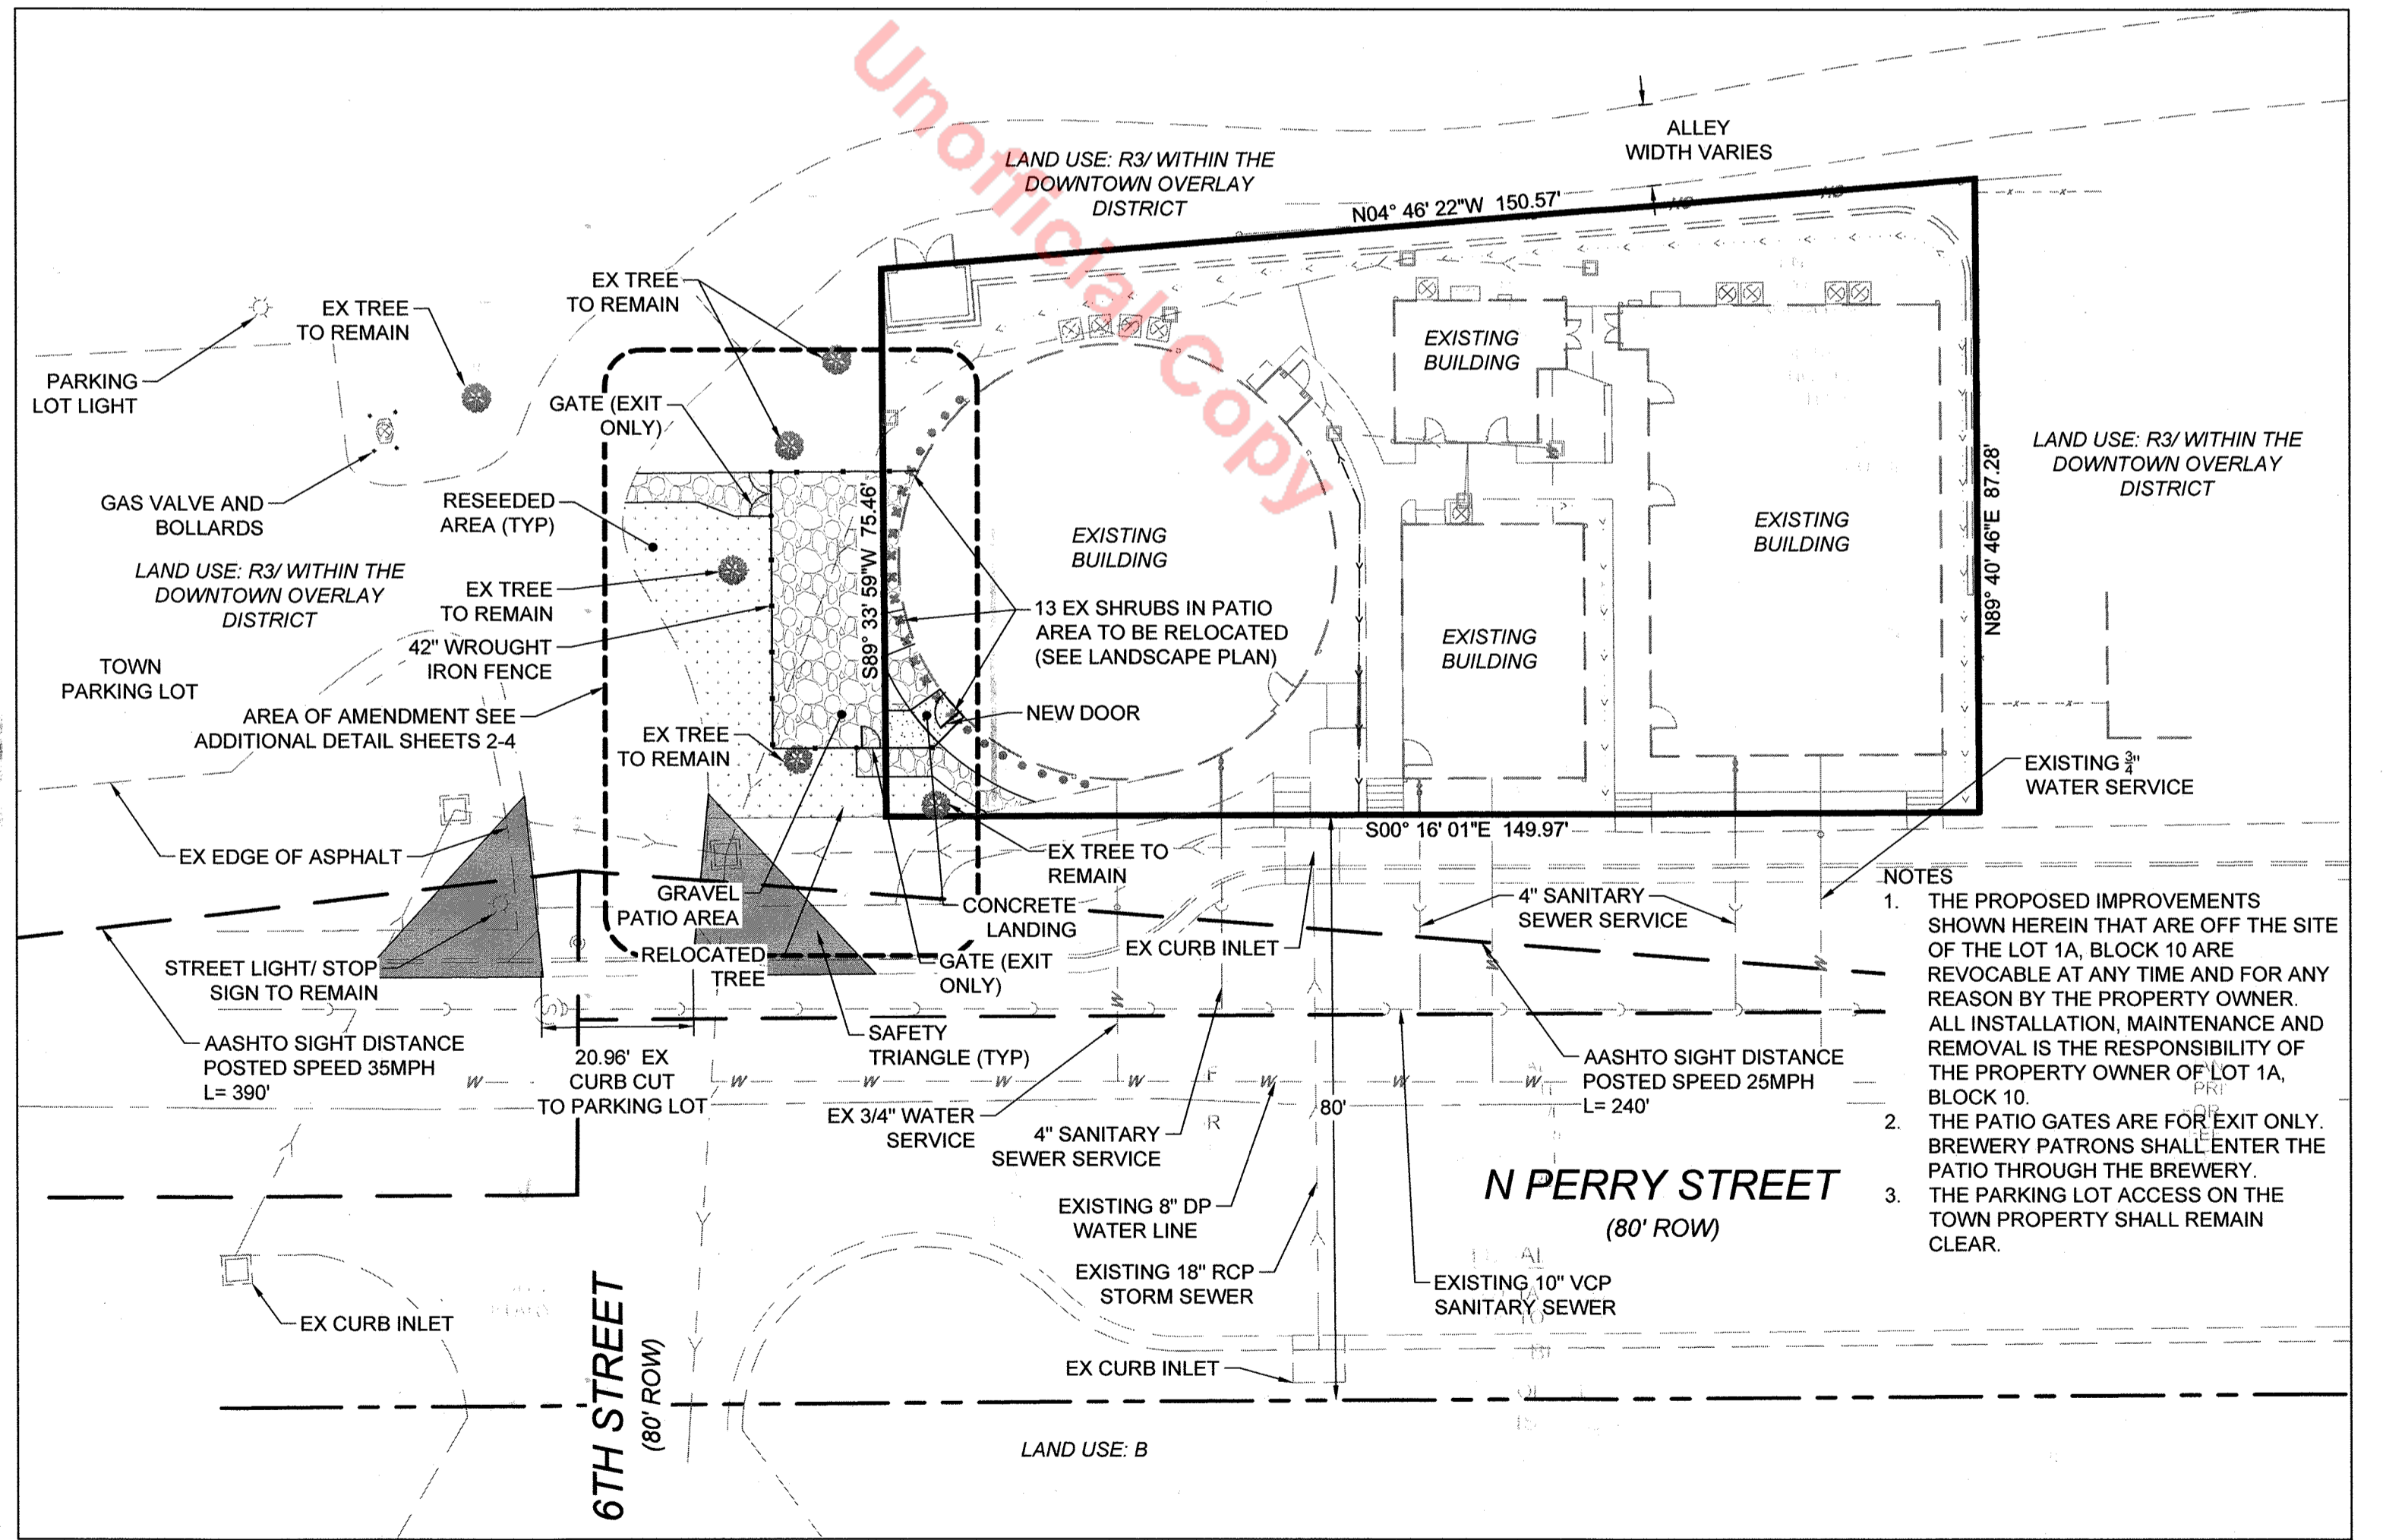 Unofficial Copy
ALLEY
WIDTH VARIES
LAND USE: R3/ WITHIN THE
DOWNTOWN OVERLAY
DISTRICT
N04° 46' 22"W  150.57'
EX TREE
TO REMAIN
EX TREE
TO REMAIN
PARKING
LOT LIGHT
GATE (EXIT
ONLY)
EXISTING
BUILDING
GAS VALVE AND
BOLLARDS
RESEEDED
AREA (TYP)
LAND USE: R3/ WITHIN THE
DOWNTOWN OVERLAY
DISTRICT
N89° 40' 46"E  87.28'
S89° 33' 59"W  75.46'
EXISTING
BUILDING
EXISTING
BUILDING
LAND USE: R3/ WITHIN THE
DOWNTOWN OVERLAY
DISTRICT
EX TREE
TO REMAIN
13 EX SHRUBS IN PATIO
AREA TO BE RELOCATED
(SEE LANDSCAPE PLAN)
EXISTING
BUILDING
42" WROUGHT
IRON FENCE
TOWN
PARKING LOT
AREA OF AMENDMENT SEE
ADDITIONAL DETAIL SHEETS 2-4
NEW DOOR
EX TREE
TO REMAIN
EXISTING 3/4"
WATER SERVICE
S00° 16' 01"E  149.97'
EX EDGE OF ASPHALT
EX TREE TO
REMAIN
GRAVEL
PATIO AREA
CONCRETE
LANDING
4" SANITARY
SEWER SERVICE
EX CURB INLET
RELOCATED
TREE
GATE (EXIT
ONLY)
STREET LIGHT/ STOP
SIGN TO REMAIN
AASHTO SIGHT DISTANCE
POSTED SPEED 35MPH
L= 390'
20.96'  EX
CURB CUT
TO PARKING LOT
SAFETY
TRIANGLE (TYP)
AASHTO SIGHT DISTANCE
POSTED SPEED 25MPH
L= 240'
W W W W W W W W W
W
W
W
80'
EX 3/4" WATER
SERVICE
4" SANITARY
SEWER SERVICE
EXISTING 8" DP
WATER LINE
N PERRY STREET
(80' ROW)
EXISTING 18" RCP
STORM SEWER
EXISTING 10" VCP
SANITARY SEWER
EX CURB INLET
6TH STREET
(80' ROW)
EX CURB INLET
LAND USE: B
NOTES
1. THE PROPOSED IMPROVEMENTS
SHOWN HEREIN THAT ARE OFF THE SITE
OF THE LOT 1A, BLOCK 10 ARE
REVOCABLE AT ANY TIME AND FOR ANY
REASON BY THE PROPERTY OWNER.
ALL INSTALLATION, MAINTENANCE AND
REMOVAL IS THE RESPONSIBILITY OF
THE PROPERTY OWNER OF LOT 1A,
BLOCK 10.
2. THE PATIO GATES ARE FOR EXIT ONLY.
BREWERY PATRONS SHALL ENTER THE
PATIO THROUGH THE BREWERY.
3. THE PARKING LOT ACCESS ON THE
TOWN PROPERTY SHALL REMAIN
CLEAR.